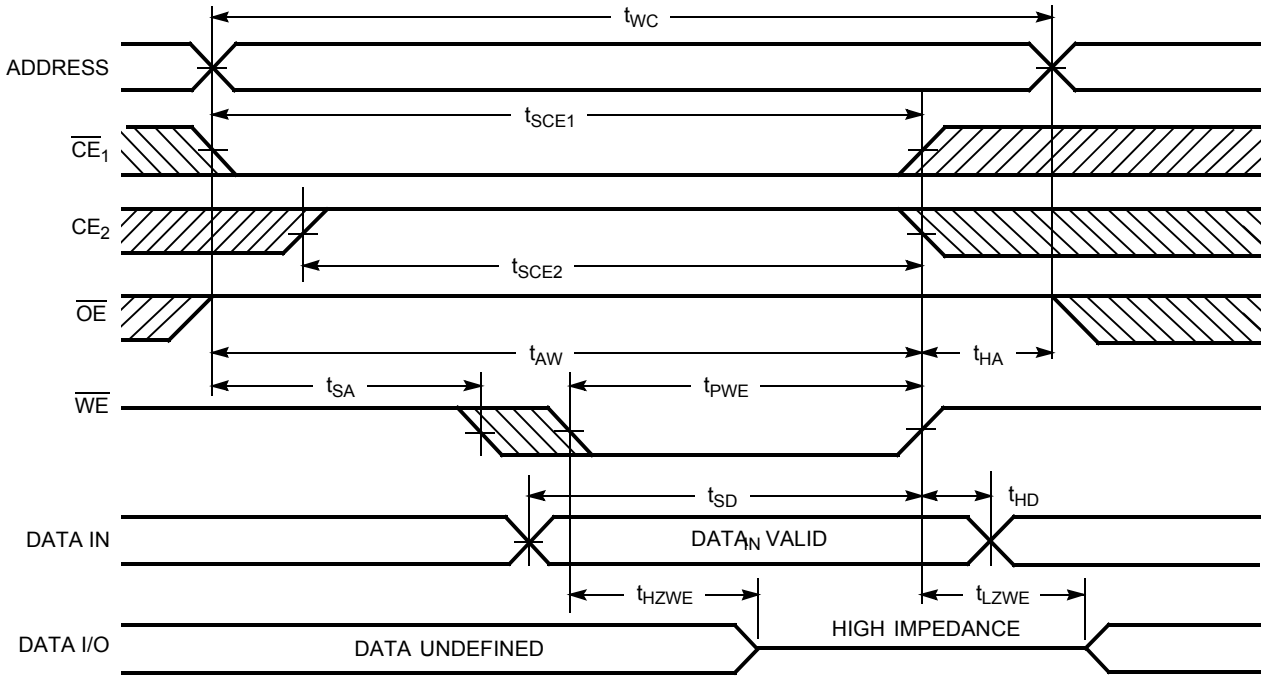 tWC
ADDRESS
tSCE1
CE1
CE2
tSCE2
OE
tAW
tHA
tSA
tPWE
WE
tSD
tHD
DATA IN
DATAIN VALID
tHZWE
tLZWE
HIGH IMPEDANCE
DATA I/O
DATA UNDEFINED